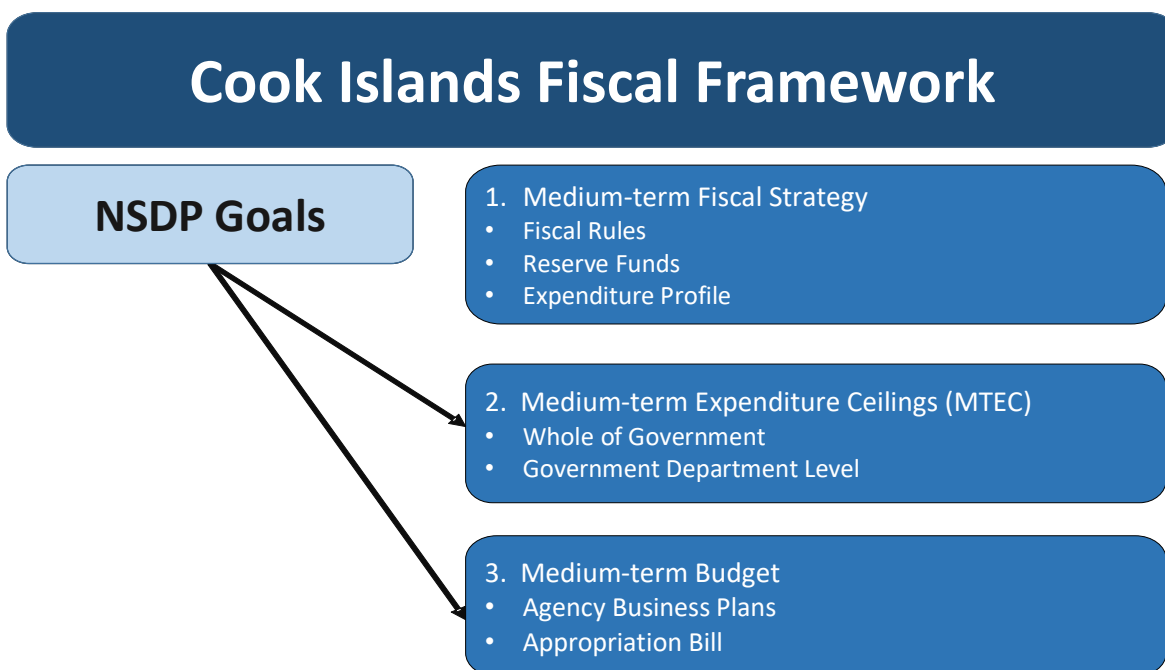 Cook Islands Fiscal Framework
NSDP Goals
1. Medium-term Fiscal Strategy
• Fiscal Rules
• Reserve Funds
• Expenditure Profile
2. Medium-term Expenditure Ceilings (MTEC)
• Whole of Government
• Government Department Level
3. Medium-term Budget
• Agency Business Plans
• Appropriation Bill